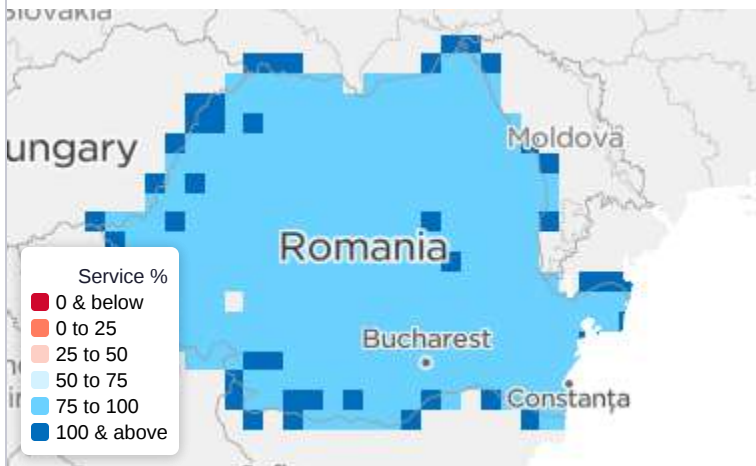 Slovakia
ungary
Moldova
Romania
Bucharest
Constanța
Service %
0 & below
0 to 25
25 to 50
50 to 75
75 to 100
100 & above